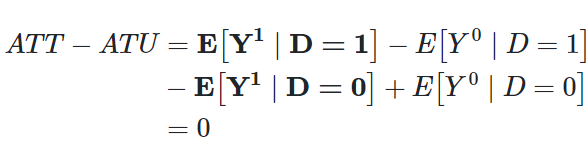 ATT − ATU = E[Y¹ | D = 1] − E[Y⁰ | D = 1]
− E[Y¹ | D = 0] + E[Y⁰ | D = 0]
= 0